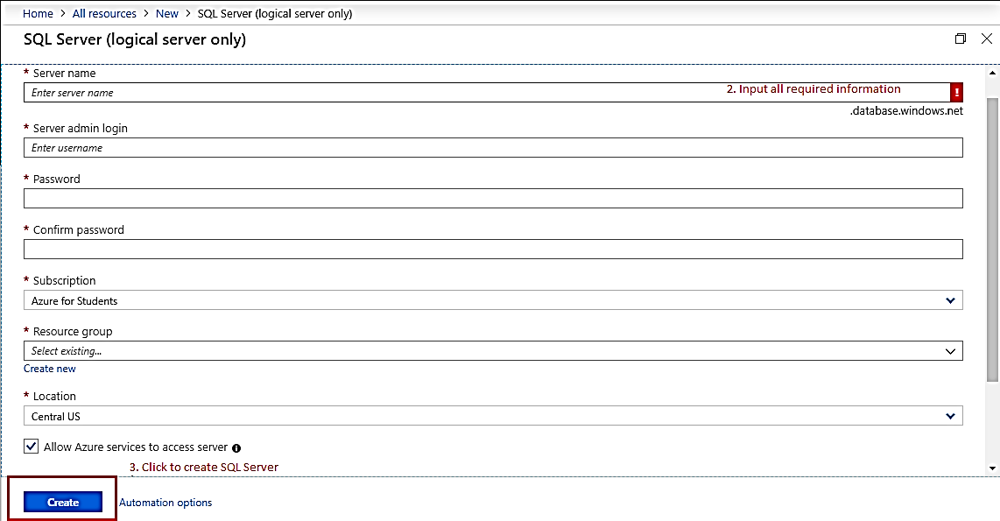 Home > All resources > New > SQL Server (logical server only)
SQL Server (logical server only)
* Server name
Enter server name
2. Input all required information
!
.database.windows.net
* Server admin login
Enter username
* Password
* Confirm password
* Subscription
Azure for Students
* Resource group
Select existing...
Create new
* Location
Central US
Allow Azure services to access server
3. Click to create SQL Server
Create
Automation options